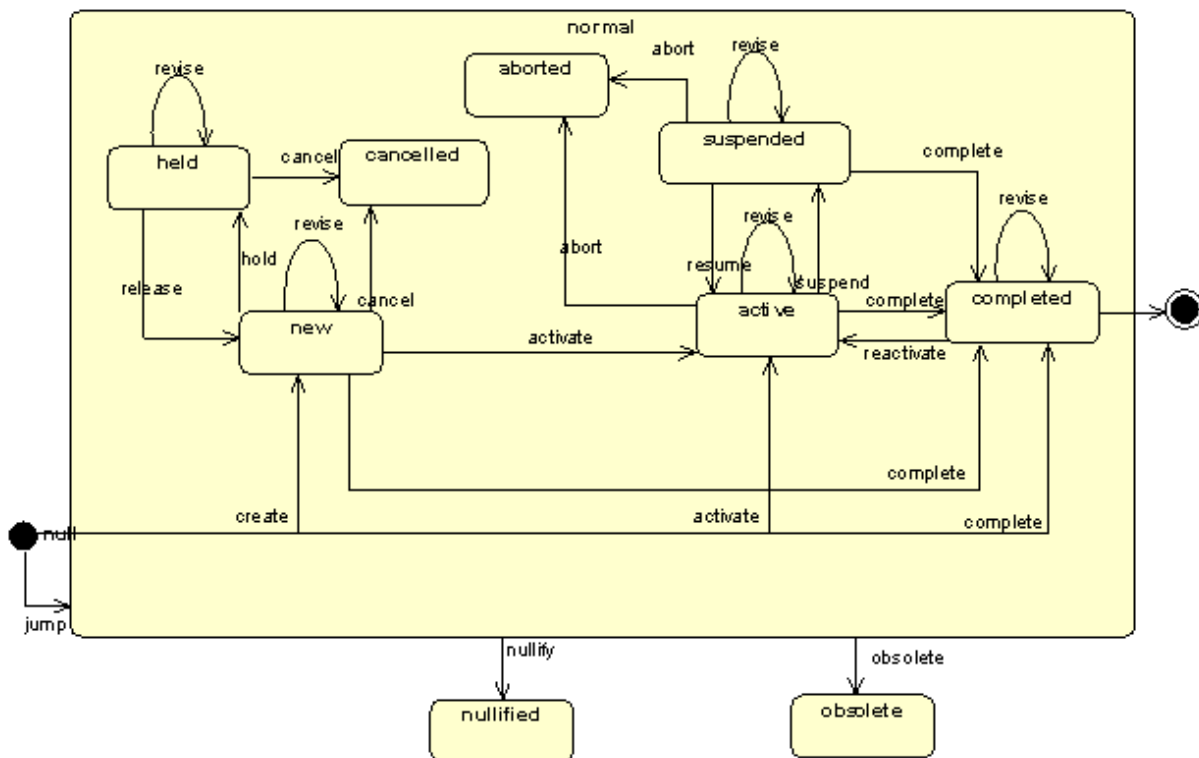 normal
abort
revise
revise
aborted
held
cancel
cancelled
suspended
complete
revise
revise
revise
hold
abort
resume
suspend
release
cancel
new
active
complete
completed
activate
reactivate
complete
null
create
activate
complete
jump
nullify
obsolete
nullified
obsolete